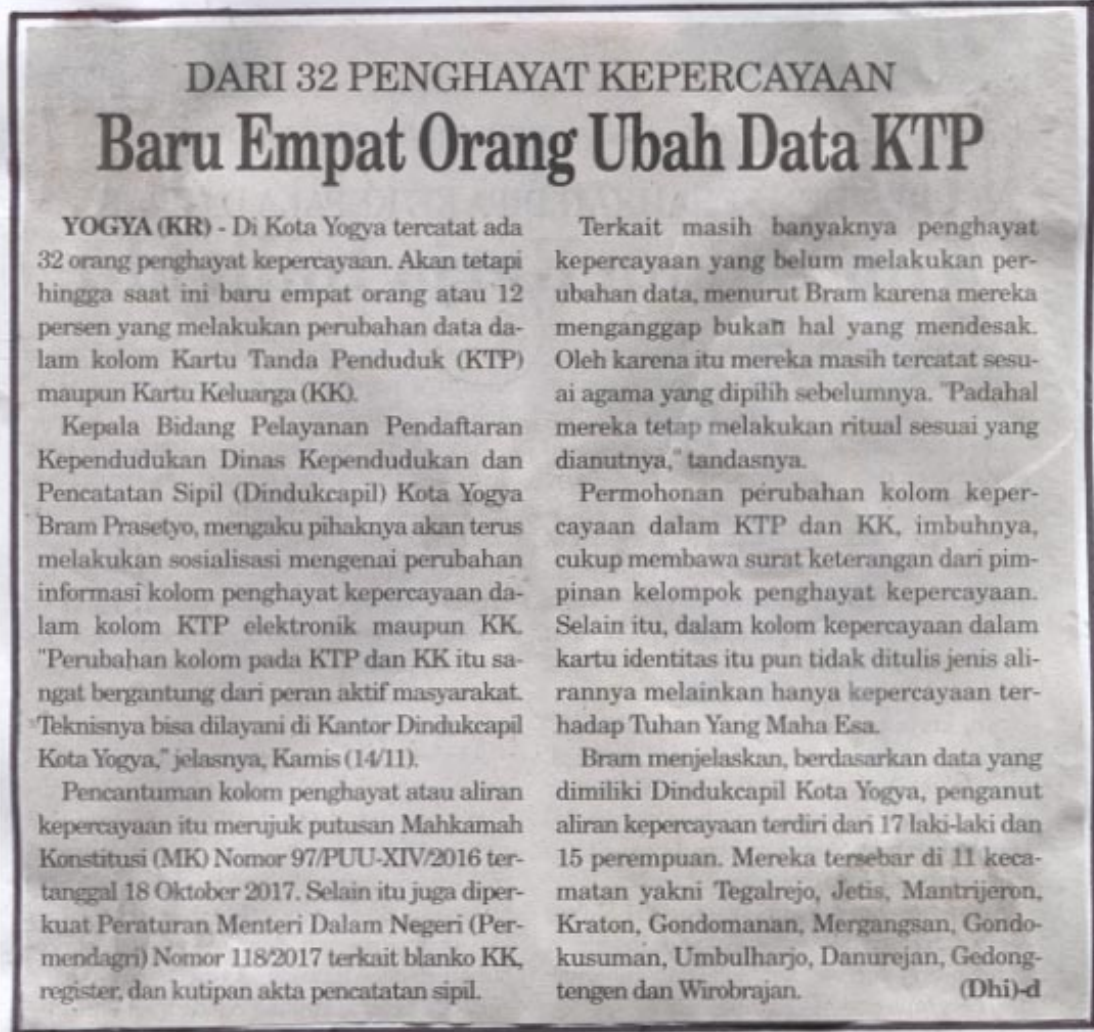 DARI 32 PENGHAYAT KEPERCAYAAN
Baru Empat Orang Ubah Data KTP
YOGYA (KR) - Di Kota Yogya tercatat ada
32 orang penghayat kepercayaan. Akan tetapi
hingga saat ini baru empat orang atau 12
persen yang melakukan perubahan data da-
lam kolom Kartu Tanda Penduduk (KTP)
maupun Kartu Keluarga (KK).
Kepala Bidang Pelayanan Pendaftaran
Kependudukan Dinas Kependudukan dan
Pencatatan Sipil (Dindukcapil) Kota Yogya
Bram Prasetyo, mengaku pihaknya akan terus
melakukan sosialisasi mengenai perubahan
informasi kolom penghayat kepercayaan da-
lam kolom KTP elektronik maupun KK.
"Perubahan kolom pada KTP dan KK itu sa-
ngat bergantung dari peran aktif masyarakat.
Teknisnya bisa dilayani di Kantor Dindukcapil
Kota Yogya," jelasnya, Kamis (14/11).
Pencantuman kolom penghayat atau aliran
kepercayaan itu merujuk putusan Mahkamah
Konstitusi (MK) Nomor 97/PUU-XIV/2016 ter-
tanggal 18 Oktober 2017. Selain itu juga diper-
kuat Peraturan Menteri Dalam Negeri (Per-
mendagri) Nomor 118/2017 terkait blanko KK,
register, dan kutipan akta pencatatan sipil.
Terkait masih banyaknya penghayat
kepercayaan yang belum melakukan per-
ubahan data, menurut Bram karena mereka
menganggap bukan hal yang mendesak.
Oleh karena itu mereka masih tercatat sesu-
ai agama yang dipilih sebelumnya. "Padahal
mereka tetap melakukan ritual sesuai yang
dianutnya," tandasnya.
Permohonan perubahan kolom keper-
cayaan dalam KTP dan KK, imbuhnya,
cukup membawa surat keterangan dari pim-
pinan kelompok penghayat kepercayaan.
Selain itu, dalam kolom kepercayaan dalam
kartu identitas itu pun tidak ditulis jenis ali-
rannya melainkan hanya kepercayaan ter-
hadap Tuhan Yang Maha Esa.
Bram menjelaskan, berdasarkan data yang
dimiliki Dindukcapil Kota Yogya, penganut
aliran kepercayaan terdiri dari 17 laki-laki dan
15 perempuan. Mereka tersebar di 11 keca-
matan yakni Tegalrejo, Jetis, Mantrijeron,
Kraton, Gondomanan, Mergangsan, Gondo-
kusuman, Umbulharjo, Danurejan, Gedong-
tengen dan Wirobrajan. (Dhi)-d